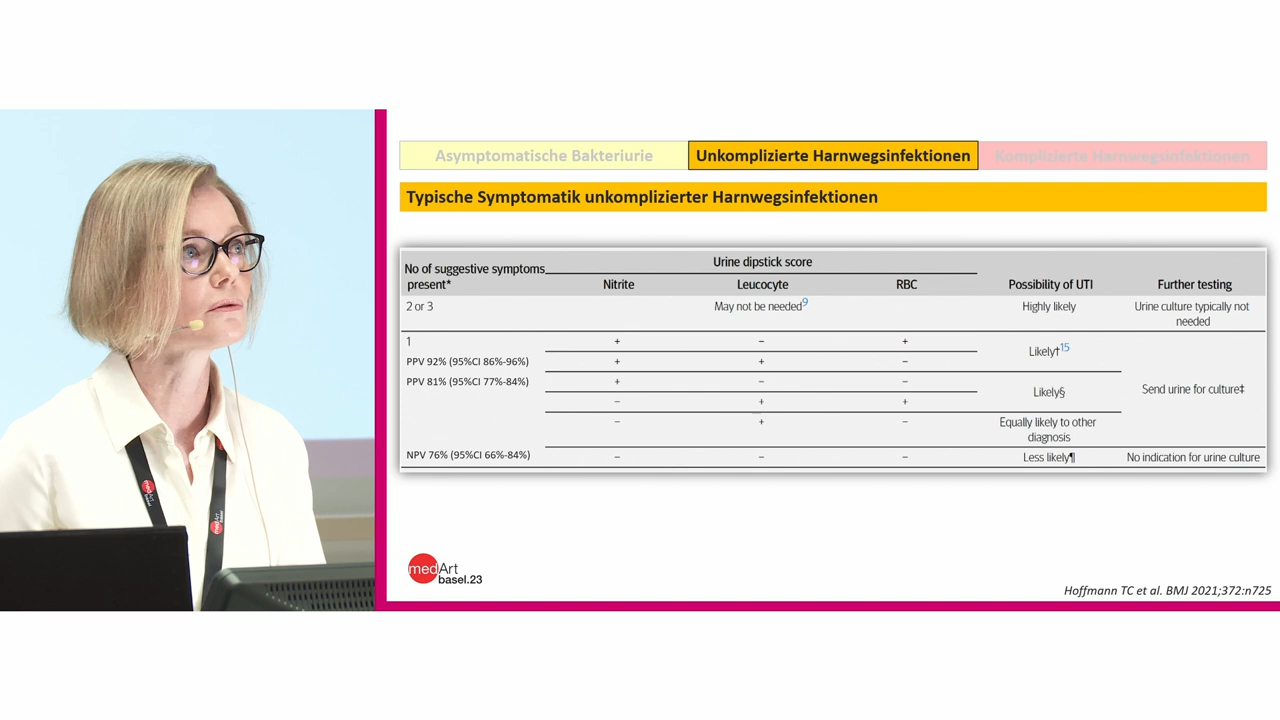 Asymptomatische Bakteriurie
Unkomplizierte Harnwegsinfektionen
Komplizierte Harnwegsinfektionen
Typische Symptomatik unkomplizierter Harnwegsinfektionen
No of suggestive symptoms present*
Urine dipstick score
Nitrite Leucocyte RBC Possibility of UTI Further testing
2 or 3 May not be needed9 Highly likely Urine culture typically not
needed
1 + – +
Likely†15
PPV 92% (95%CI 86%-96%) + + –
PPV 81% (95%CI 77%-84%) + – –
Likely§ Send urine for culture‡
– + +
– + – Equally likely to other
diagnosis
NPV 76% (95%CI 66%-84%) – – – Less likely¶ No indication for urine culture
medArt
basel.23
Hoffmann TC et al. BMJ 2021;372:n725
medArt
medArt